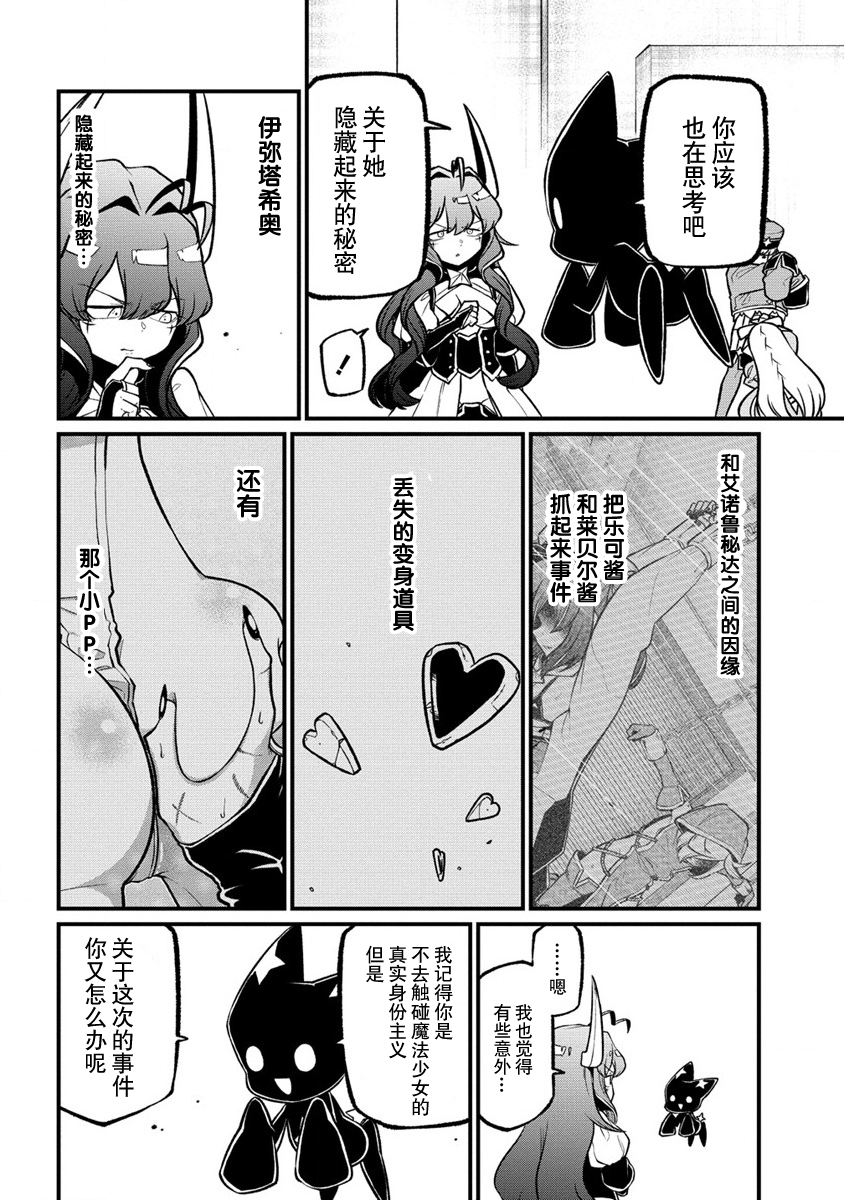 你应该
也在思考吧
关于她
隐藏起来的秘密
！
伊弥塔希奥
隐藏起来的秘密…
和艾诺鲁秘达之间的因缘
把乐可酱
和莱贝尔酱
抓起来事件
丢失的变身道具
还有
那个小PP…
……嗯
我也觉得
有些意外…
我记得你是
不去触碰魔法少女的
真实身份主义
但是
关于这次的事件
你又怎么办呢